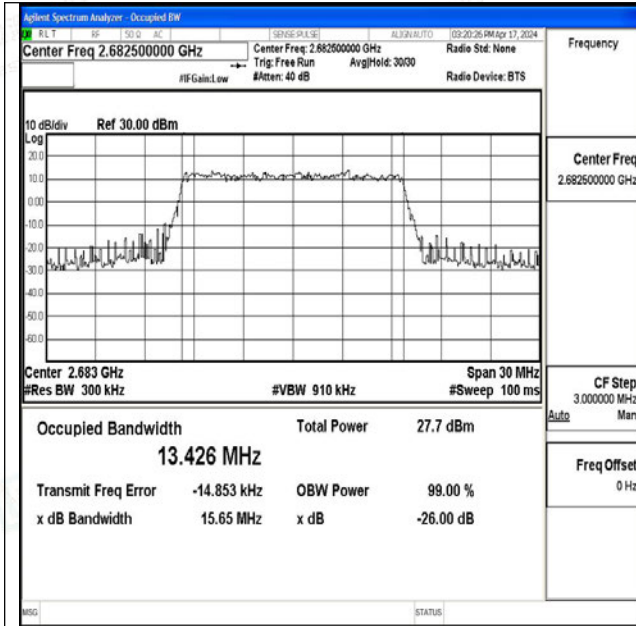 Agilent Spectrum Analyzer - Occupied BW
RLT RF 50 Ω AC SENSE:PULSE ALIGNAUTO 03:20:26 PM Apr 17, 2024
Center Freq 2.682500000 GHz
Center Freq: 2.682500000 GHz
Radio Std: None
Trig: Free Run Avg|Hold: 30/30
#IFGain:Low #Atten: 40 dB Radio Device: BTS
Frequency
10 dB/div Ref 30.00 dBm
Log
20.0
10.0
0.00
-10.0
-20.0
-30.0
-40.0
-50.0
-60.0
Center Freq
2.682500000 GHz
Center 2.683 GHz Span 30 MHz
#Res BW 300 kHz #VBW 910 kHz #Sweep 100 ms
CF Step
3.000000 MHz
Auto Man
Occupied Bandwidth Total Power 27.7 dBm
13.426 MHz
Transmit Freq Error -14.853 kHz OBW Power 99.00 %
x dB Bandwidth 15.65 MHz x dB -26.00 dB
Freq Offset
0 Hz
MSG STATUS